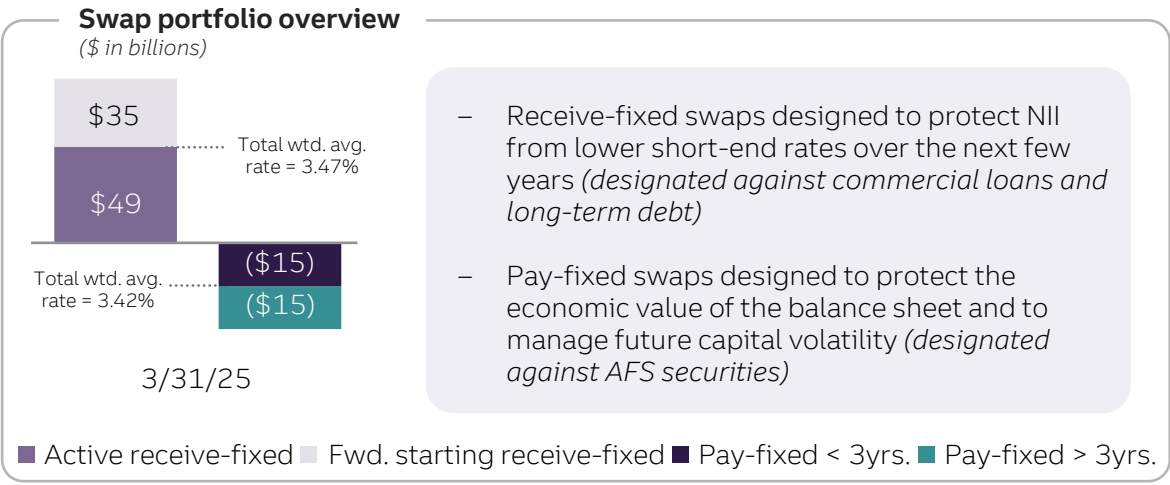 Swap portfolio overview
($ in billions)
$35
Total wtd. avg.
rate = 3.47%
$49
($15)
Total wtd. avg.
rate = 3.42%
($15)
3/31/25
– Receive-fixed swaps designed to protect NII
from lower short-end rates over the next few
years (designated against commercial loans and
long-term debt)
– Pay-fixed swaps designed to protect the
economic value of the balance sheet and to
manage future capital volatility (designated
against AFS securities)
Active receive-fixed Fwd. starting receive-fixed Pay-fixed < 3yrs. Pay-fixed > 3yrs.